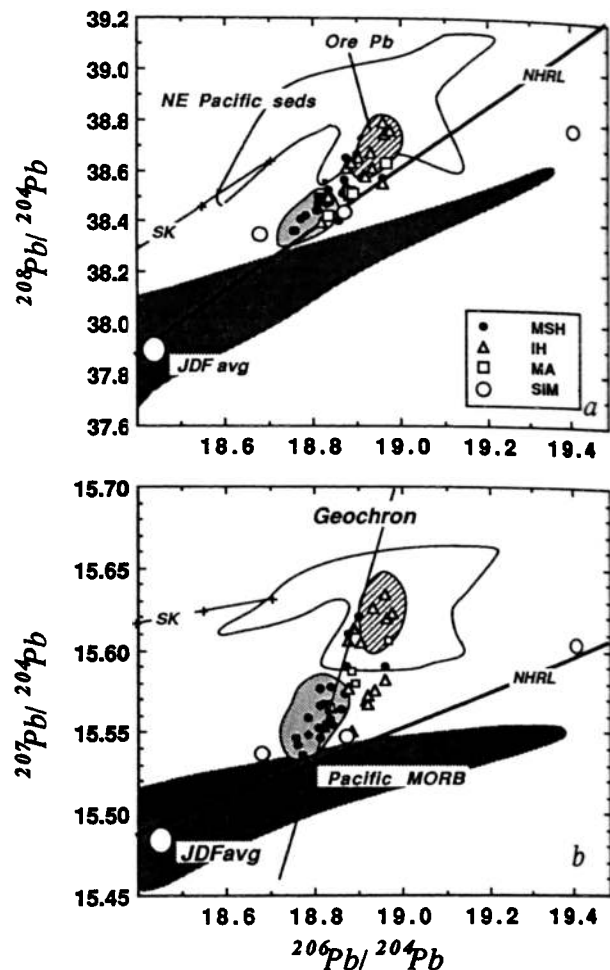 39.2
39.0
38.8
38.6
38.4
38.2
38.0
37.8
37.6
208Pb/ 204Pb
Ore Pb
NHRL
NE Pacific seds
SK
JDF avg
MSH
IH
MA
SIM
a
18.6 18.8 19.0 19.2 19.4
15.70
15.65
15.60
15.55
15.50
15.45
207Pb/ 204Pb
Geochron
SK
NHRL
Pacific MORB
JDFavg
b
18.6 18.8 19.0 19.2 19.4
206Pb/ 204Pb